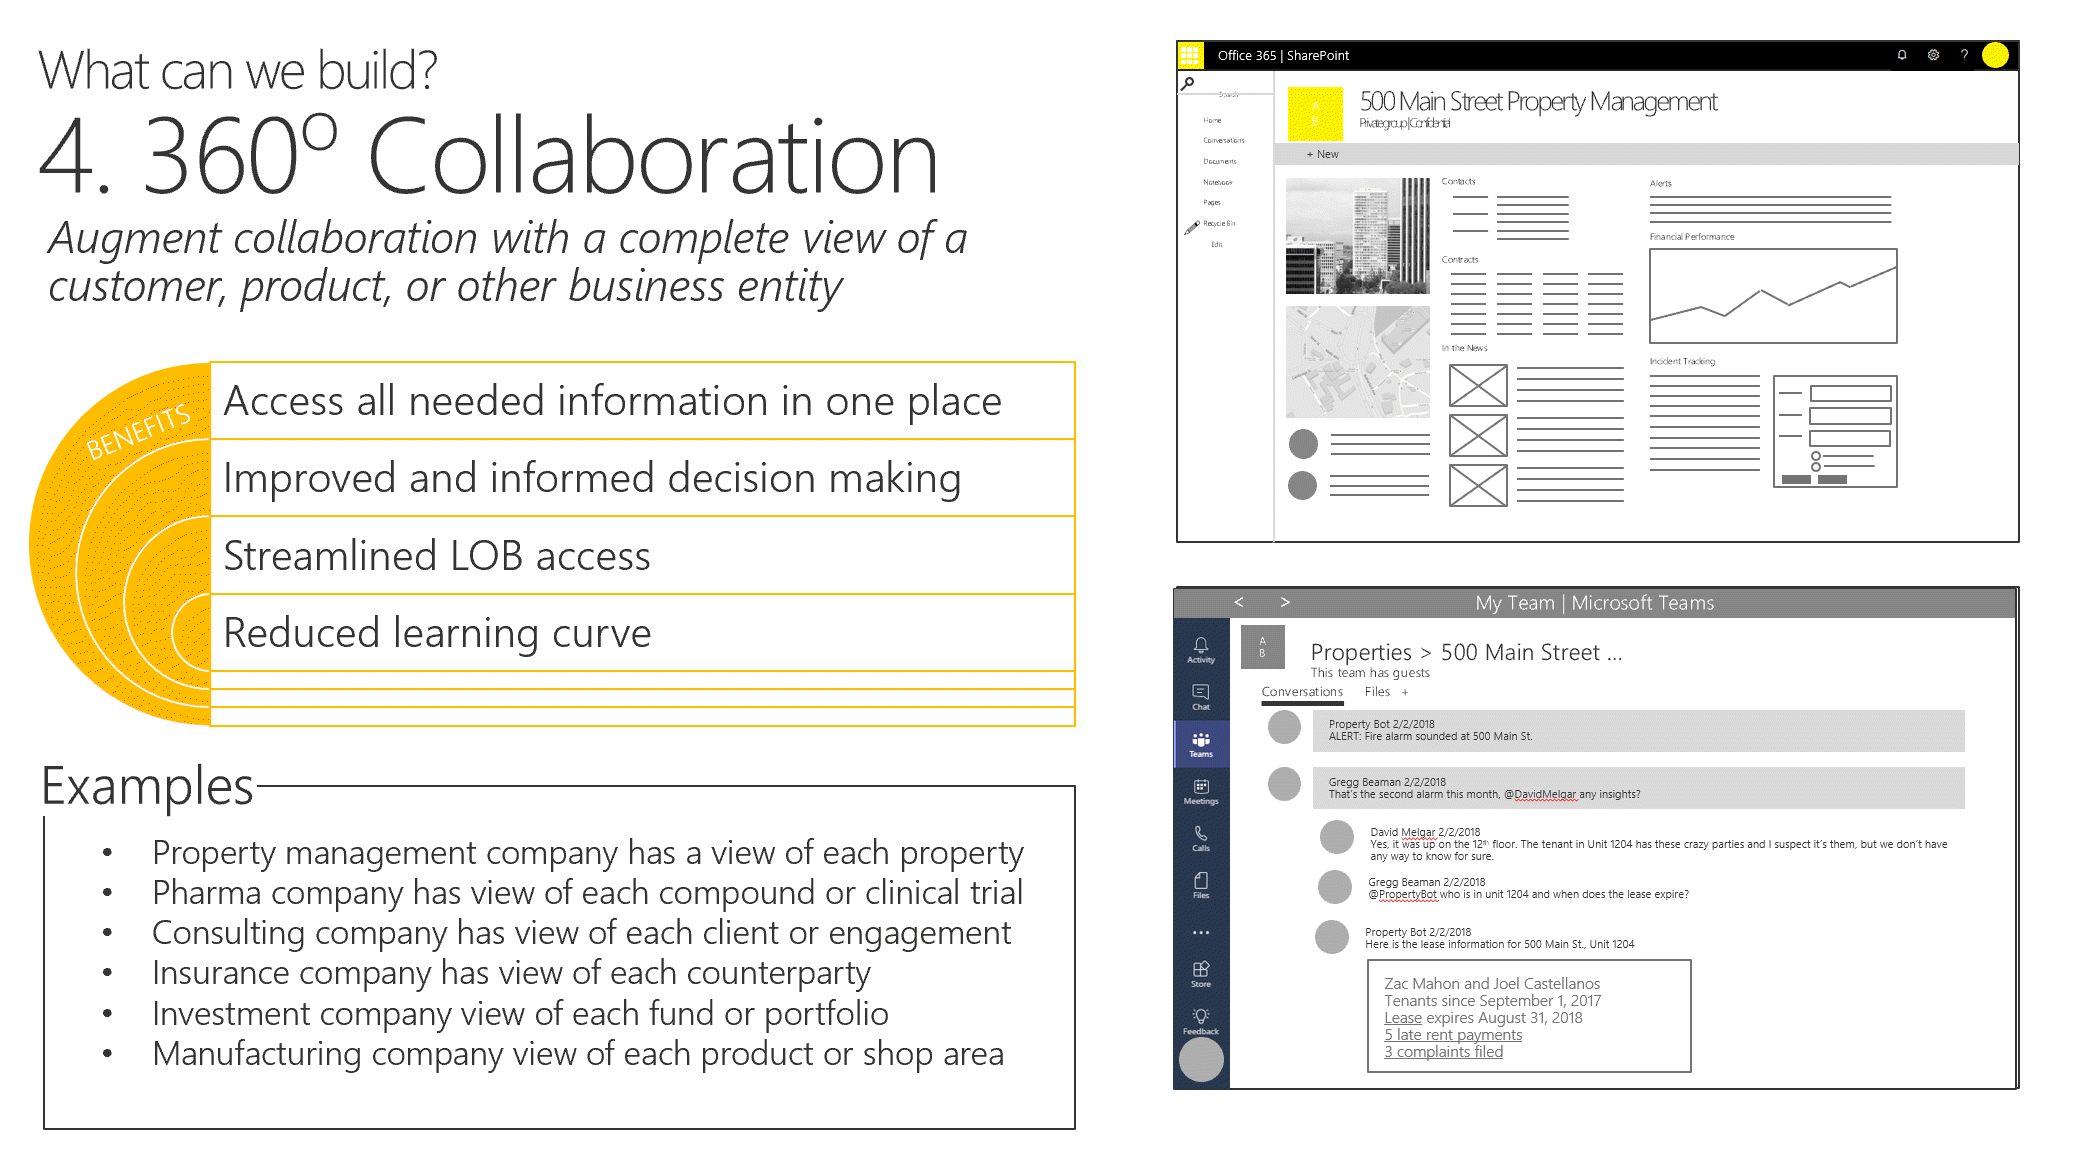 What can we build?
4. 360º Collaboration
Augment collaboration with a complete view of a
customer, product, or other business entity
BENEFITS
Access all needed information in one place
Improved and informed decision making
Streamlined LOB access
Reduced learning curve
Examples
• Property management company has a view of each property
• Pharma company has view of each compound or clinical trial
• Consulting company has view of each client or engagement
• Insurance company has view of each counterparty
• Investment company view of each fund or portfolio
• Manufacturing company view of each product or shop area
Office 365 | SharePoint
?
Search
Home
Conversations
Documents
Notebook
Pages
Recycle Bin
Edit
A
B
500 Main Street Property Management
Private group | Confidential
+ New
Contacts
Contracts
In the News
Alerts
Financial Performance
Incident Tracking
< >
My Team | Microsoft Teams
Activity
Chat
Teams
Meetings
Calls
Files
...
Store
Feedback
A
B
Properties > 500 Main Street ...
This team has guests
Conversations Files +
Property Bot 2/2/2018
ALERT: Fire alarm sounded at 500 Main St.
Gregg Beaman 2/2/2018
That's the second alarm this month, @DavidMelgar any insights?
David Melgar 2/2/2018
Yes, it was up on the 12th floor. The tenant in Unit 1204 has these crazy parties and I suspect it's them, but we don't have
any way to know for sure.
Gregg Beaman 2/2/2018
@PropertyBot who is in unit 1204 and when does the lease expire?
Property Bot 2/2/2018
Here is the lease information for 500 Main St., Unit 1204
Zac Mahon and Joel Castellanos
Tenants since September 1, 2017
Lease expires August 31, 2018
5 late rent payments
3 complaints filed